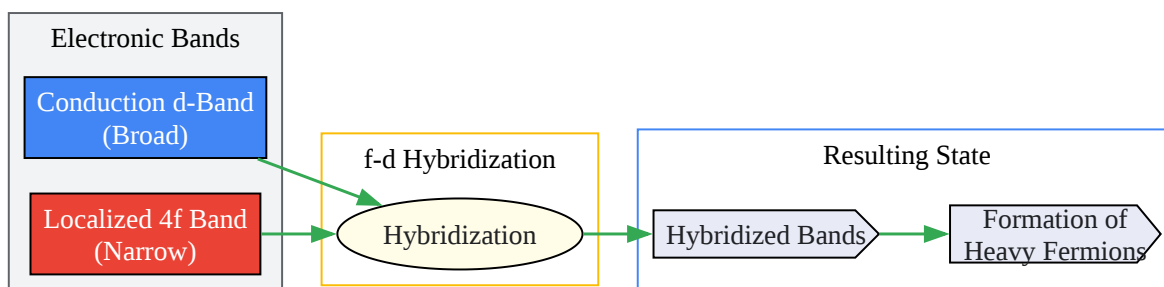 Electronic Bands
Conduction d-Band
(Broad)
Localized 4f Band
(Narrow)
f-d Hybridization
Hybridization
Resulting State
Hybridized Bands
Formation of
Heavy Fermions